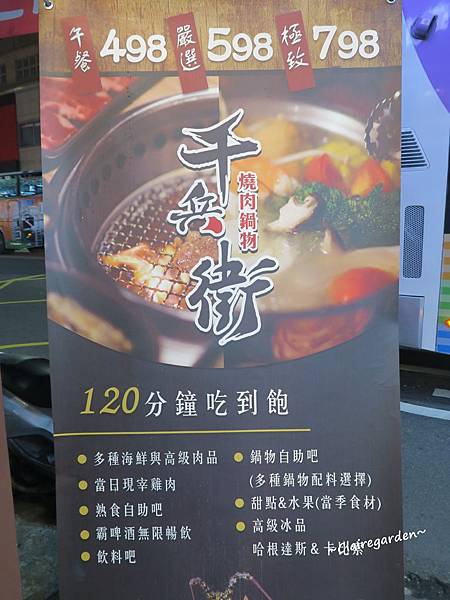 午餐 498 嚴選 598 極致 798
千兵衛
燒肉鍋物
120分鐘吃到飽
多種海鮮與高級肉品
當日現宰雞肉
熟食自助吧
霸啤酒無限暢飲
飲料吧
鍋物自助吧
(多種鍋物配料選擇)
甜點&水果(當季食材)
高級冰品
哈根達斯&卡比索
~clairegarden~